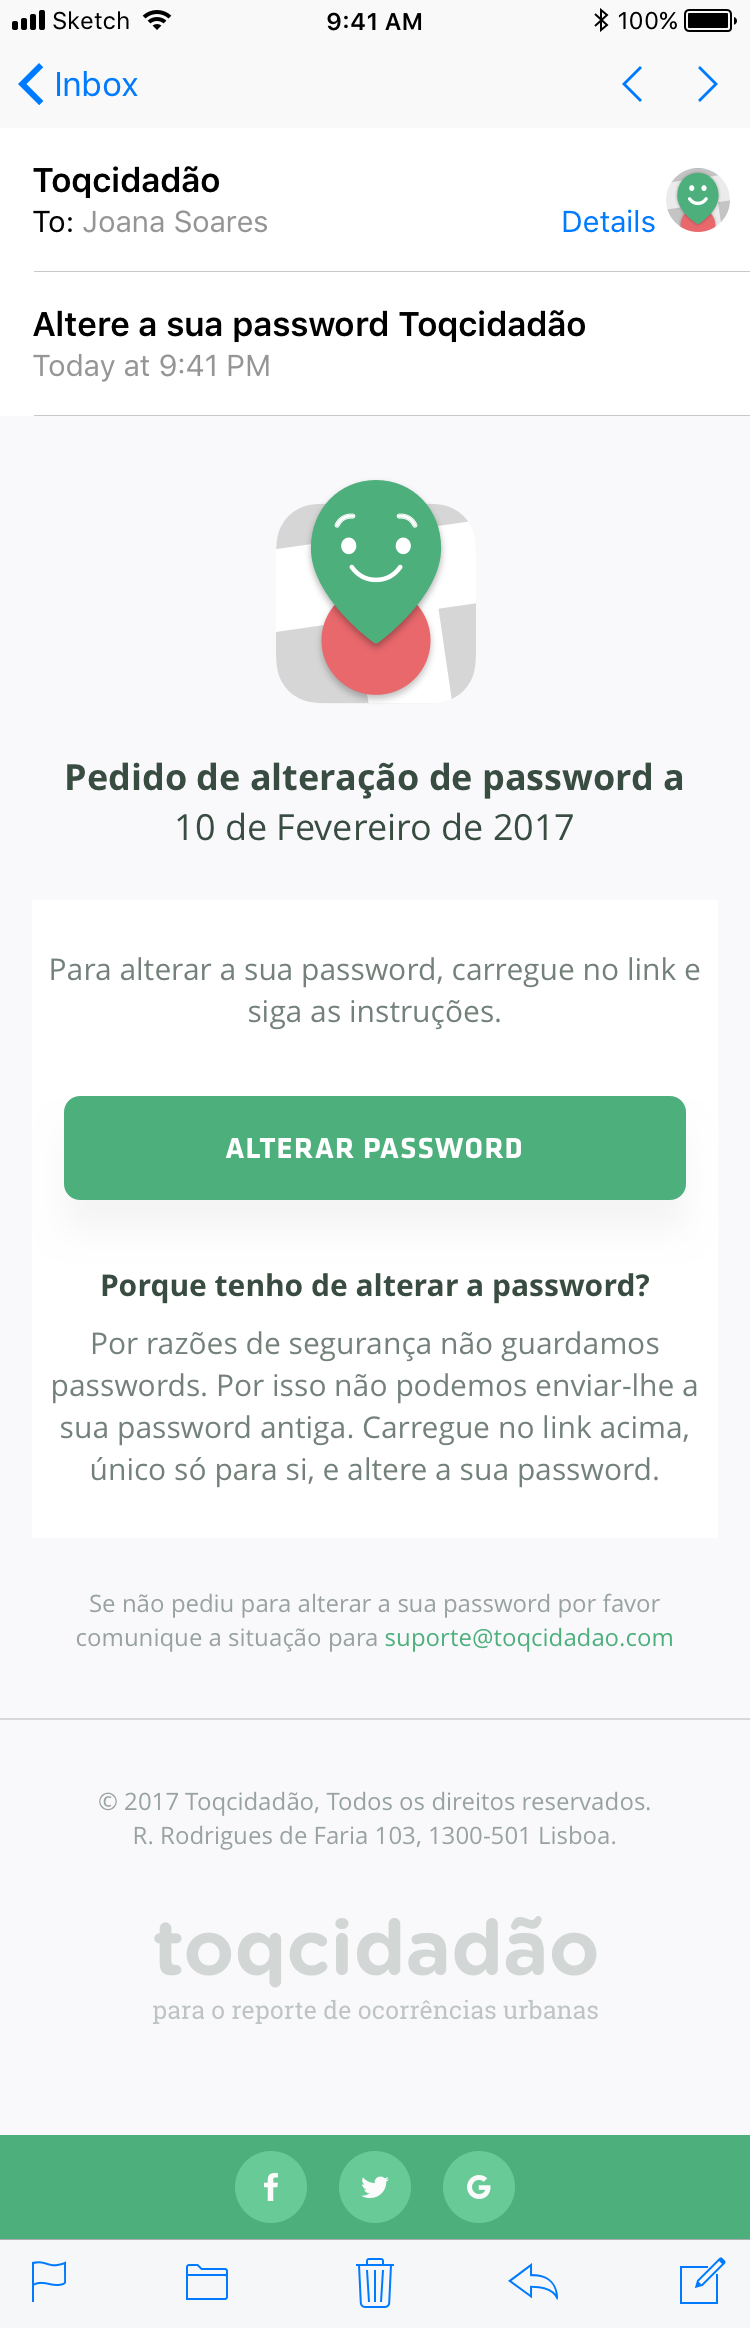 Sketch 9:41 AM 100%
Inbox
Toqcidadão
To: Joana Soares Details
Altere a sua password Toqcidadão
Today at 9:41 PM
Pedido de alteração de password a
10 de Fevereiro de 2017
Para alterar a sua password, carregue no link e
siga as instruções.
ALTERAR PASSWORD
Porque tenho de alterar a password?
Por razões de segurança não guardamos
passwords. Por isso não podemos enviar-lhe a
sua password antiga. Carregue no link acima,
único só para si, e altere a sua password.
Se não pediu para alterar a sua password por favor
comunique a situação para suporte@toqcidadao.com
© 2017 Toqcidadão, Todos os direitos reservados.
R. Rodrigues de Faria 103, 1300-501 Lisboa.
toqcidadão
para o reporte de ocorrências urbanas
f G